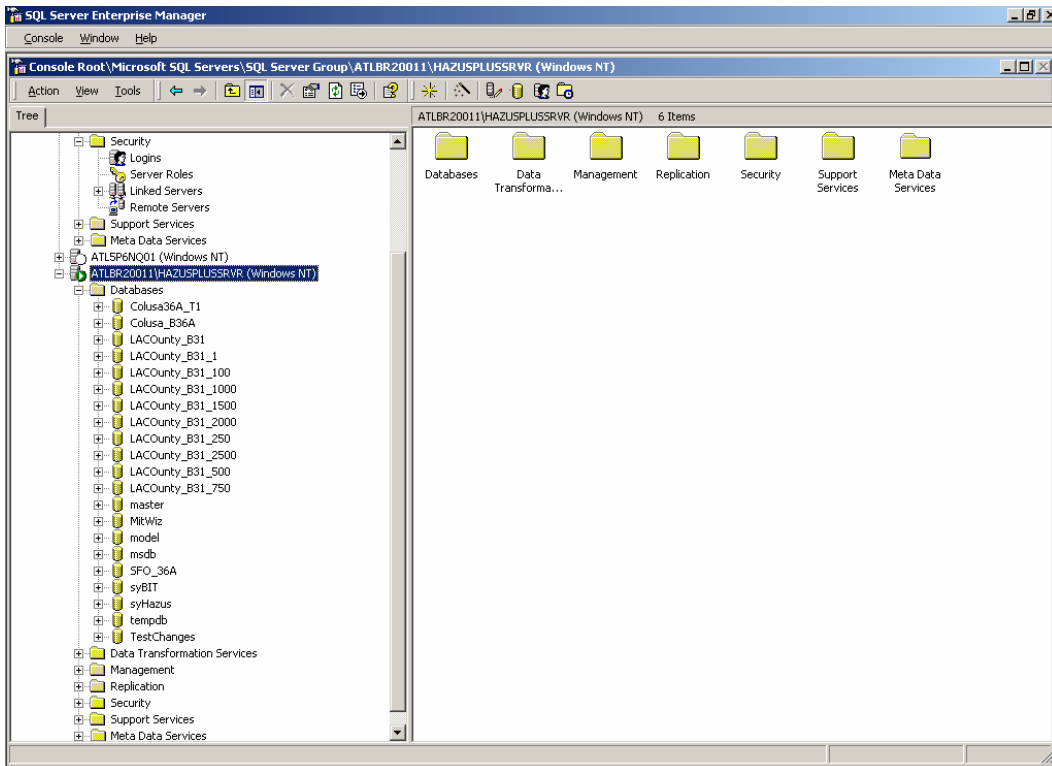 SQL Server Enterprise Manager
Console Window Help
Console Root\Microsoft SQL Servers\SQL Server Group\ATLBR20011\HAZUSPLUSSRVR (Windows NT)
Action View Tools
Tree
ATLBR20011\HAZUSPLUSSRVR (Windows NT) 6 Items
Security
Logins
Server Roles
Linked Servers
Remote Servers
Support Services
Meta Data Services
ATL5P6NQ01 (Windows NT)
ATLBR20011\HAZUSPLUSSRVR (Windows NT)
Databases
Colusa36A_T1
Colusa_B36A
LACOunty_B31
LACOunty_B31_1
LACOunty_B31_100
LACOunty_B31_1000
LACOunty_B31_1500
LACOunty_B31_2000
LACOunty_B31_250
LACOunty_B31_2500
LACOunty_B31_500
LACOunty_B31_750
master
MitWiz
model
msdb
SFO_36A
syBIT
syHazus
tempdb
TestChanges
Data Transformation Services
Management
Replication
Security
Support Services
Meta Data Services
Databases
Data
Transforma...
Management
Replication
Security
Support
Services
Meta Data
Services